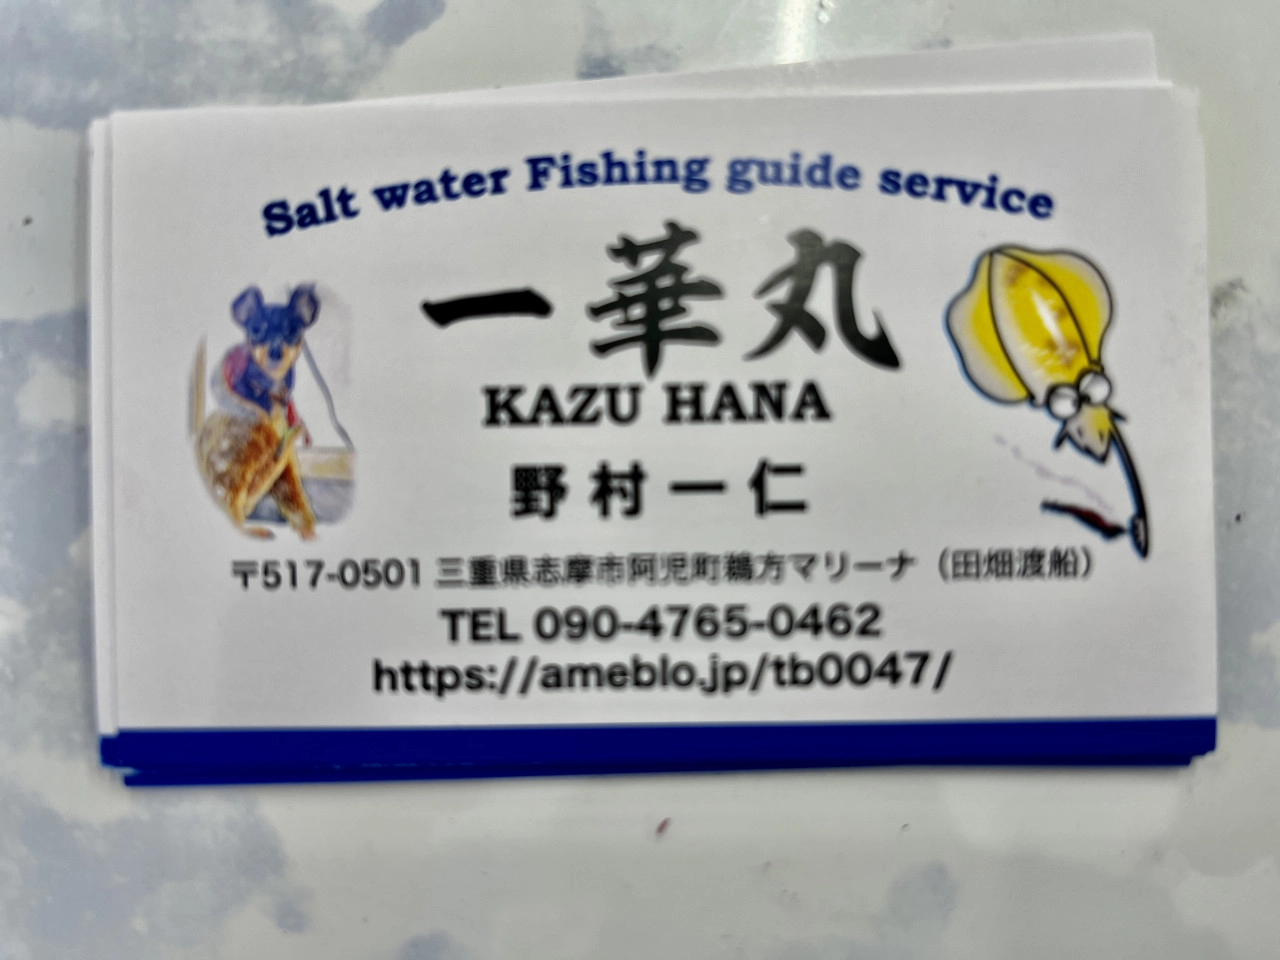 Salt water Fishing guide service
一華丸
KAZU HANA
野村一仁
〒517-0501 三重県志摩市阿児町鵜方マリーナ（田畑渡船）
TEL 090-4765-0462
https://ameblo.jp/tb0047/